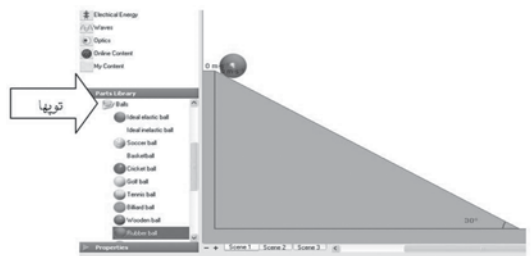 Electrical Energy
Waves
Optics
Online Content
My Content
Parts Library
Balls
Ideal elastic ball
Ideal inelastic ball
Soccer ball
Basketball
Cricket ball
Golf ball
Tennis ball
Billiard ball
Wooden ball
Rubber ball
Properties
توپها
0 m
30°
Scene 1 Scene 2 Scene 3